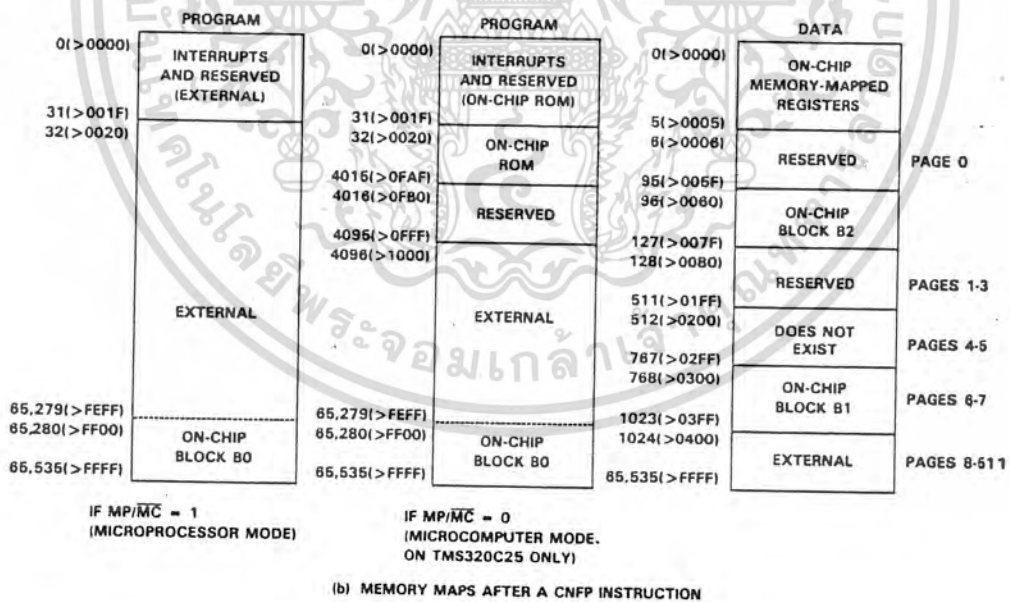 PROGRAM
0(>0000)
INTERRUPTS
AND RESERVED
(EXTERNAL)
31(>001F)
32(>0020)
EXTERNAL
65,279(>FEFF)
65,280(>FF00)
ON-CHIP
BLOCK B0
65,535(>FFFF)
IF MP/M̅C̅ = 1
(MICROPROCESSOR MODE)
PROGRAM
0(>0000)
INTERRUPTS
AND RESERVED
(ON-CHIP ROM)
31(>001F)
32(>0020)
ON-CHIP
ROM
4015(>0FAF)
4016(>0FB0)
RESERVED
4095(>0FFF)
4096(>1000)
EXTERNAL
65,279(>FEFF)
65,280(>FF00)
ON-CHIP
BLOCK B0
65,535(>FFFF)
IF MP/M̅C̅ = 0
(MICROCOMPUTER MODE.
ON TMS320C25 ONLY)
DATA
0(>0000)
ON-CHIP
MEMORY-MAPPED
REGISTERS
5(>0005)
6(>0006)
RESERVED
PAGE 0
95(>005F)
96(>0060)
ON-CHIP
BLOCK B2
127(>007F)
128(>0080)
RESERVED
PAGES 1-3
511(>01FF)
512(>0200)
DOES NOT
EXIST
PAGES 4-5
767(>02FF)
768(>0300)
ON-CHIP
BLOCK B1
PAGES 6-7
1023(>03FF)
1024(>0400)
EXTERNAL
PAGES 8-511
65,535(>FFFF)
(b) MEMORY MAPS AFTER A CNFP INSTRUCTION